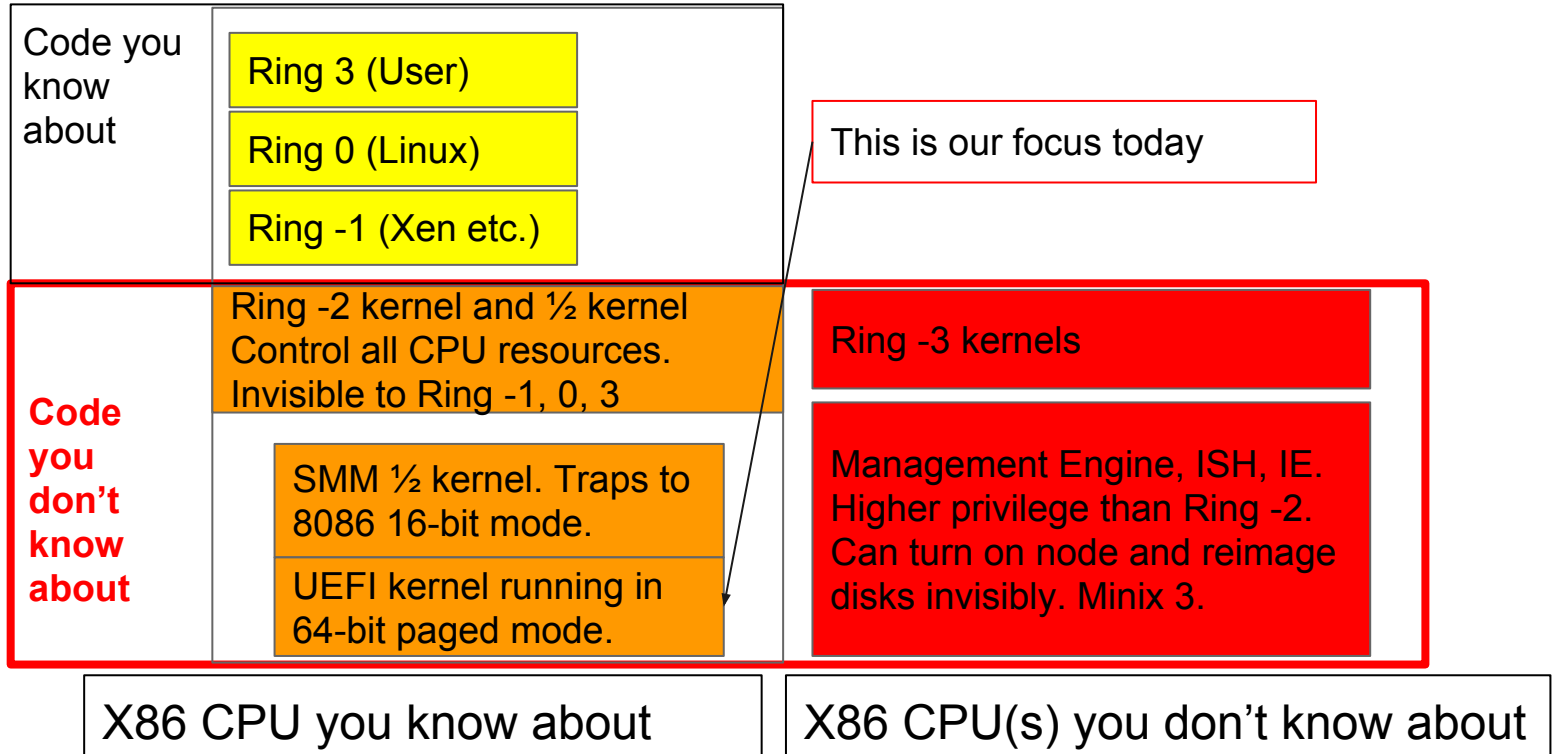 Code you
know
about
Ring 3 (User)
Ring 0 (Linux)
Ring -1 (Xen etc.)
This is our focus today
Code
you
don’t
know
about
Ring -2 kernel and ½ kernel
Control all CPU resources.
Invisible to Ring -1, 0, 3
SMM ½ kernel. Traps to
8086 16-bit mode.
UEFI kernel running in
64-bit paged mode.
Ring -3 kernels
Management Engine, ISH, IE.
Higher privilege than Ring -2.
Can turn on node and reimage
disks invisibly. Minix 3.
X86 CPU you know about
X86 CPU(s) you don’t know about